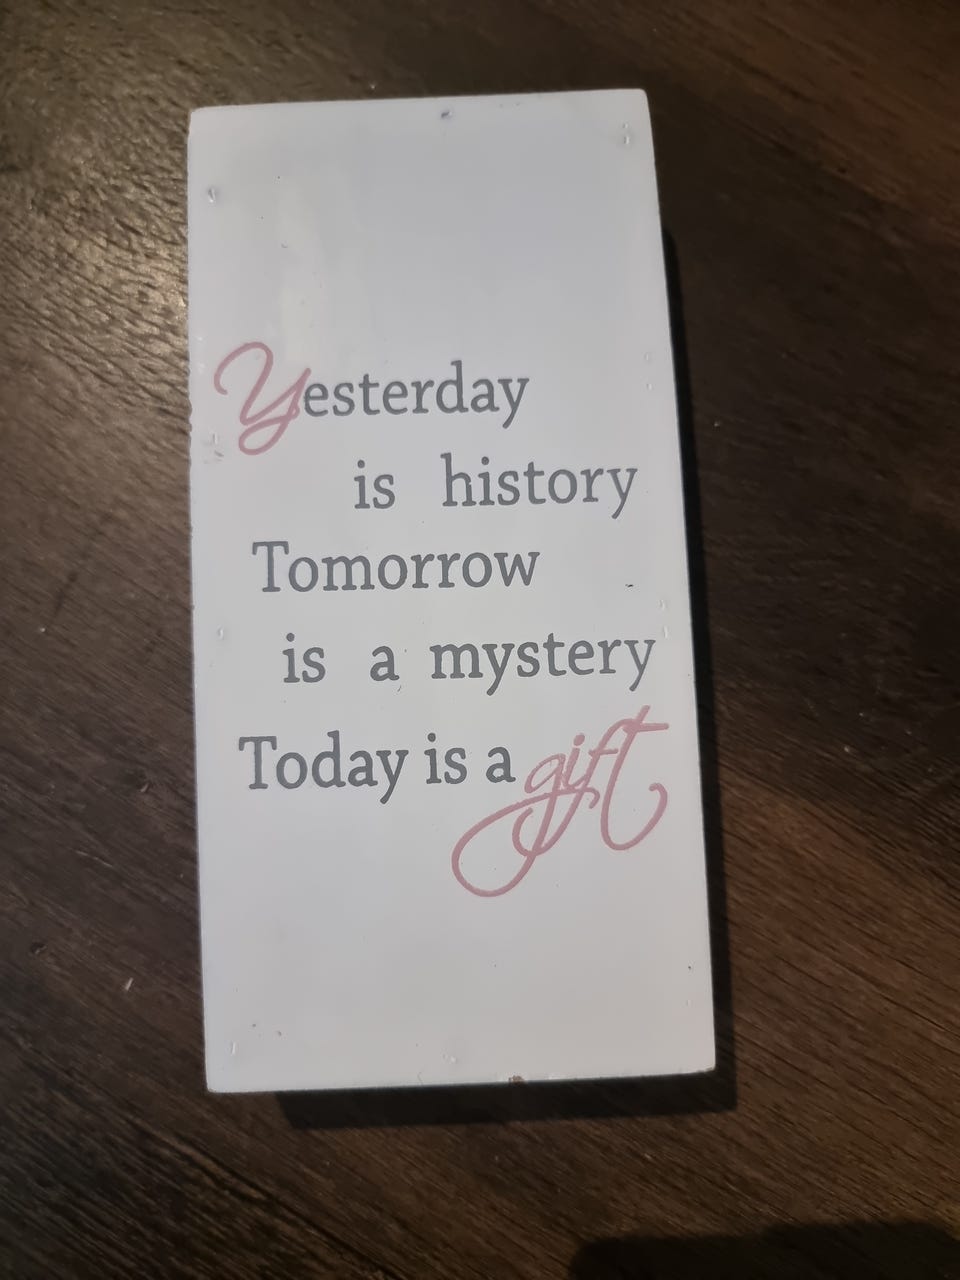 Yesterday
is history
Tomorrow
is a mystery
Today is a gift